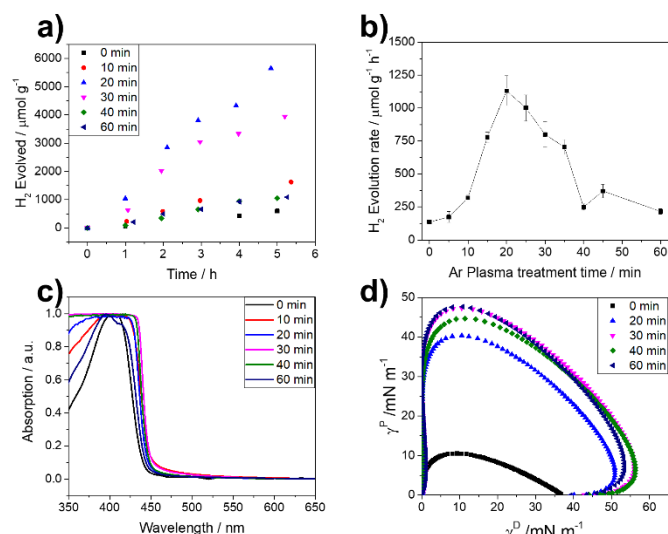 a)
6000
5000
4000
3000
2000
1000
0
H2 Evolved / μmol g-1
0 min
10 min
20 min
30 min
40 min
60 min
0 1 2 3 4 5 6
Time / h
b)
1500
1250
1000
750
500
250
0
H2 Evolution rate / μmol g-1 h-1
0 10 20 30 40 50 60
Ar Plasma treatment time / min
c)
1.0
0.8
0.6
0.4
0.2
0.0
Absorption / a.u.
0 min
10 min
20 min
30 min
40 min
60 min
350 400 450 500 550 600 650
Wavelength / nm
d)
50
40
30
20
10
0
γP /mN m-1
0 min
20 min
30 min
40 min
60 min
0 10 20 30 40 50 60
γD /mN m-1